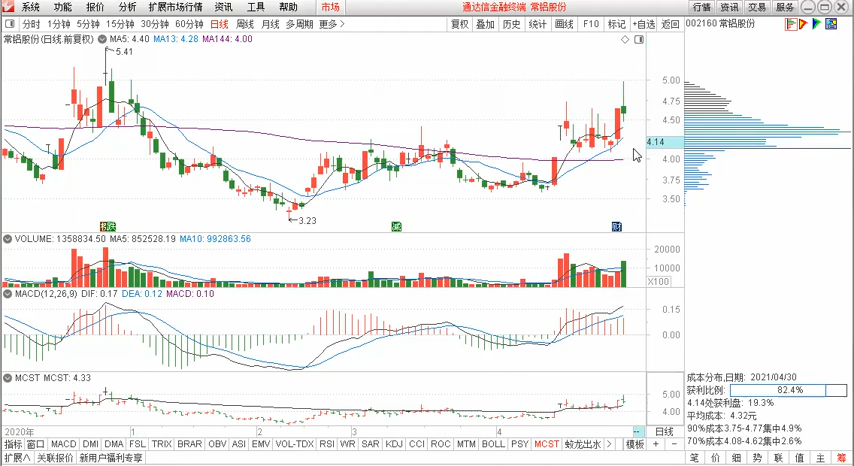 系统 功能 报价 分析 扩展市场行情 资讯 工具 帮助 市场 通达信金融终端 常铝股份 行情 资讯 交易 服务
分时 1分钟 5分钟 15分钟 30分钟 60分钟 日线 周线 月线 多周期 更多> 复权 叠加 历史 统计 画线 F10 标记 +自选 返回
002160 常铝股份
常铝股份(日线.前复权) MA5: 4.40 MA13: 4.28 MA144: 4.00
5.41
5.00
4.75
4.50
4.14
4.00
3.75
3.50
3.23
减
财
VOLUME: 1358834.50 MA5: 852528.19 MA10: 992863.56
20000
10000
X100
MACD(12,26,9) DIF: 0.17 DEA: 0.12 MACD: 0.10
0.15
0.00
MCST MCST: 4.33
5.00
4.00
2020年 1 2 3 4 日线
成本分布,日期: 2021/04/30
获利比例: 82.4%
4.14处获利盘: 19.3%
平均成本: 4.32元
90%成本3.75-4.77集中4.9%
70%成本4.08-4.62集中2.6%
指标 窗口 MACD DMI DMA FSL TRIX BRAR OBV ASI EMV VOL-TDX RSI WR SAR KDJ CCI ROC MTM BOLL PSY MCST 蛟龙出水 > 模板 + −
扩展∧ 关联报价 新用户福利专享
笔 价 细 势 联 值 主 筹